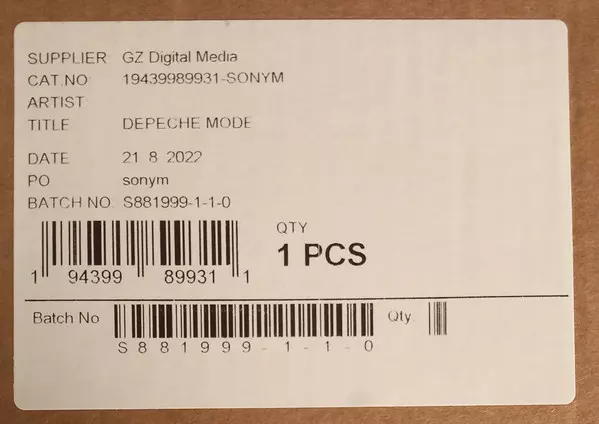 SUPPLIER GZ Digital Media
CAT.NO 19439989931-SONYM
ARTIST
TITLE DEPECHE MODE
DATE 21 8 2022
PO sonym
BATCH NO. S881999-1-1-0
QTY
1 PCS
1 94399 89931 1
Batch No Qty.
S881999-1-1-0